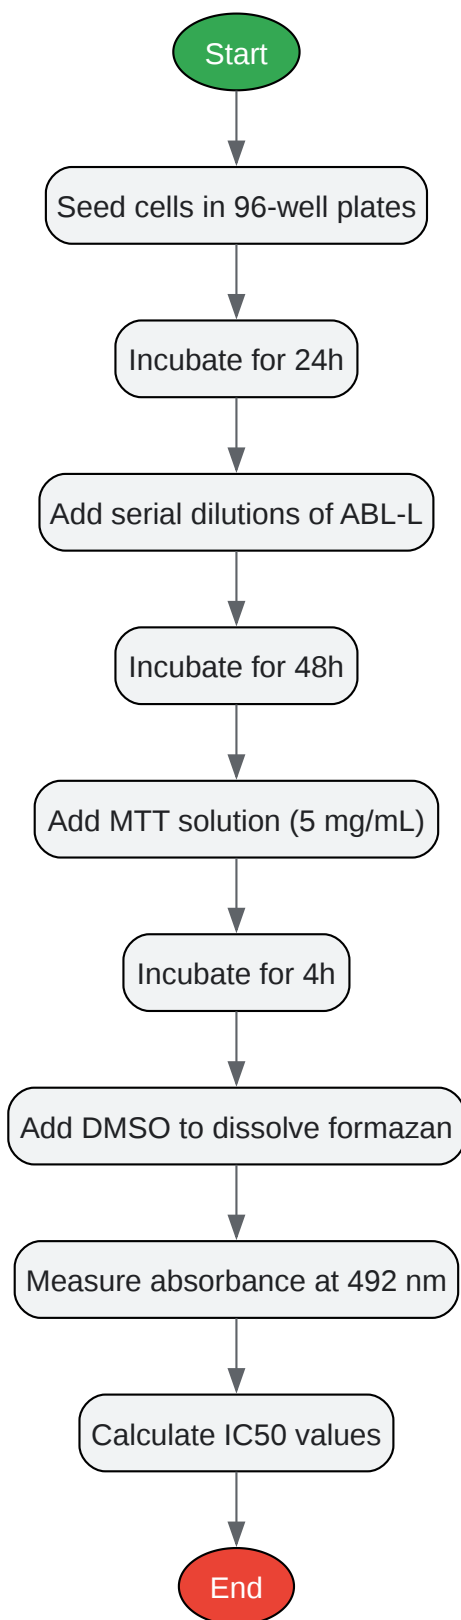 Start
Seed cells in 96-well plates
Incubate for 24h
Add serial dilutions of ABL-L
Incubate for 48h
Add MTT solution (5 mg/mL)
Incubate for 4h
Add DMSO to dissolve formazan
Measure absorbance at 492 nm
Calculate IC50 values
End